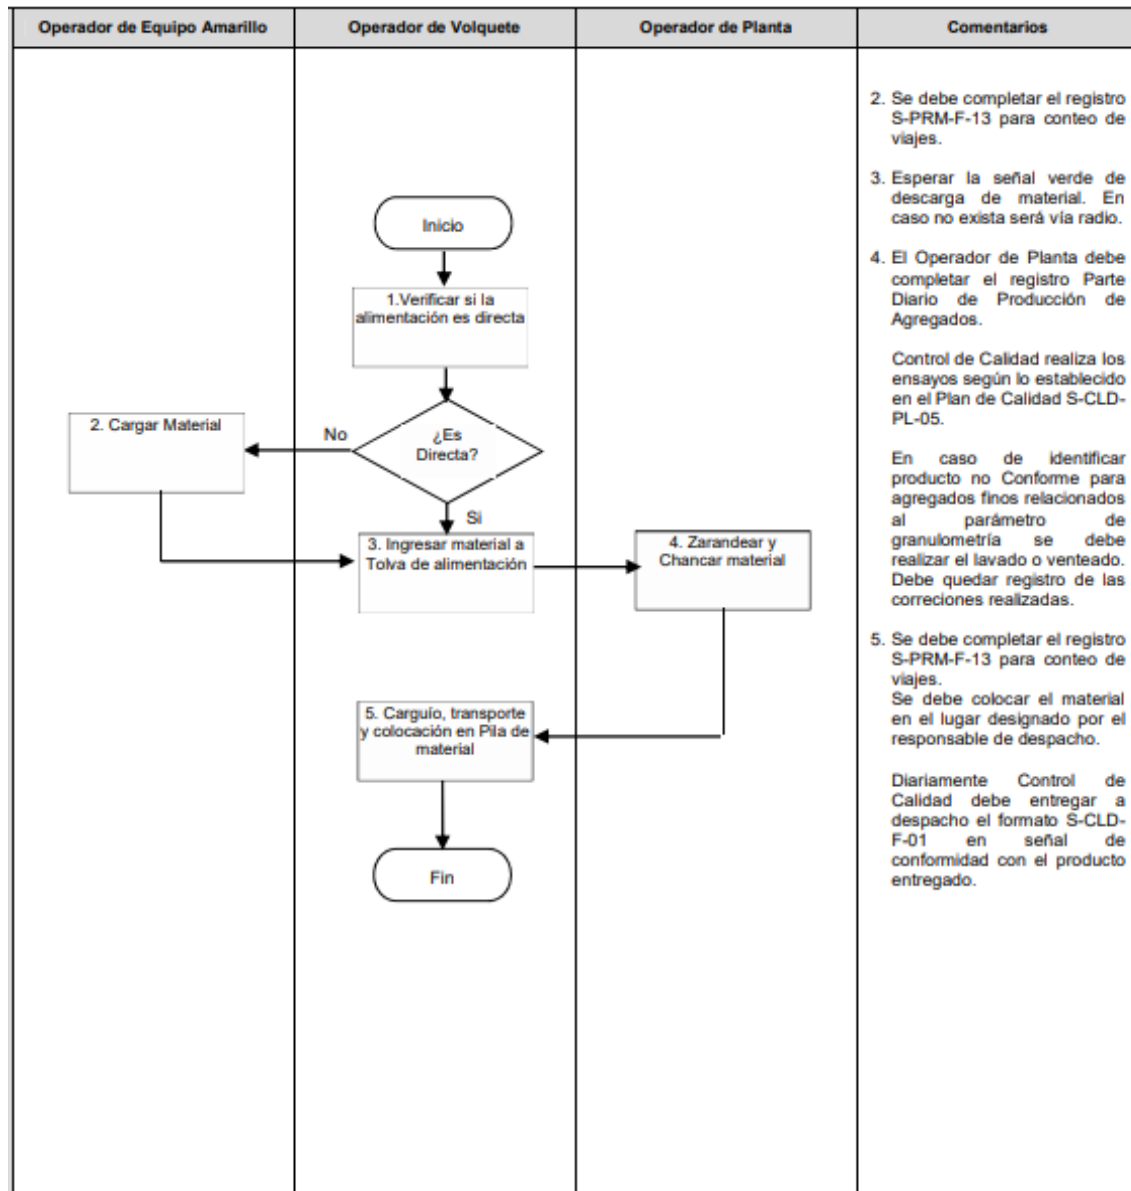 Operador de Equipo Amarillo
Operador de Volquete
Operador de Planta
Comentarios
Inicio
1.Verificar si la
alimentación es directa
¿Es
Directa?
No
Si
2. Cargar Material
3. Ingresar material a
Tolva de alimentación
4. Zarandear y
Chancar material
5. Carguío, transporte
y colocación en Pila de
material
Fin
2. Se debe completar el registro
S-PRM-F-13 para conteo de
viajes.
3. Esperar la señal verde de
descarga de material. En
caso no exista será vía radio.
4. El Operador de Planta debe
completar el registro Parte
Diario de Producción de
Agregados.
Control de Calidad realiza los
ensayos según lo establecido
en el Plan de Calidad S-CLD-
PL-05.
En caso de identificar
producto no Conforme para
agregados finos relacionados
al parámetro de
granulometría se debe
realizar el lavado o venteado.
Debe quedar registro de las
correciones realizadas.
5. Se debe completar el registro
S-PRM-F-13 para conteo de
viajes.
Se debe colocar el material
en el lugar designado por el
responsable de despacho.
Diariamente Control de
Calidad debe entregar a
despacho el formato S-CLD-
F-01 en señal de
conformidad con el producto
entregado.